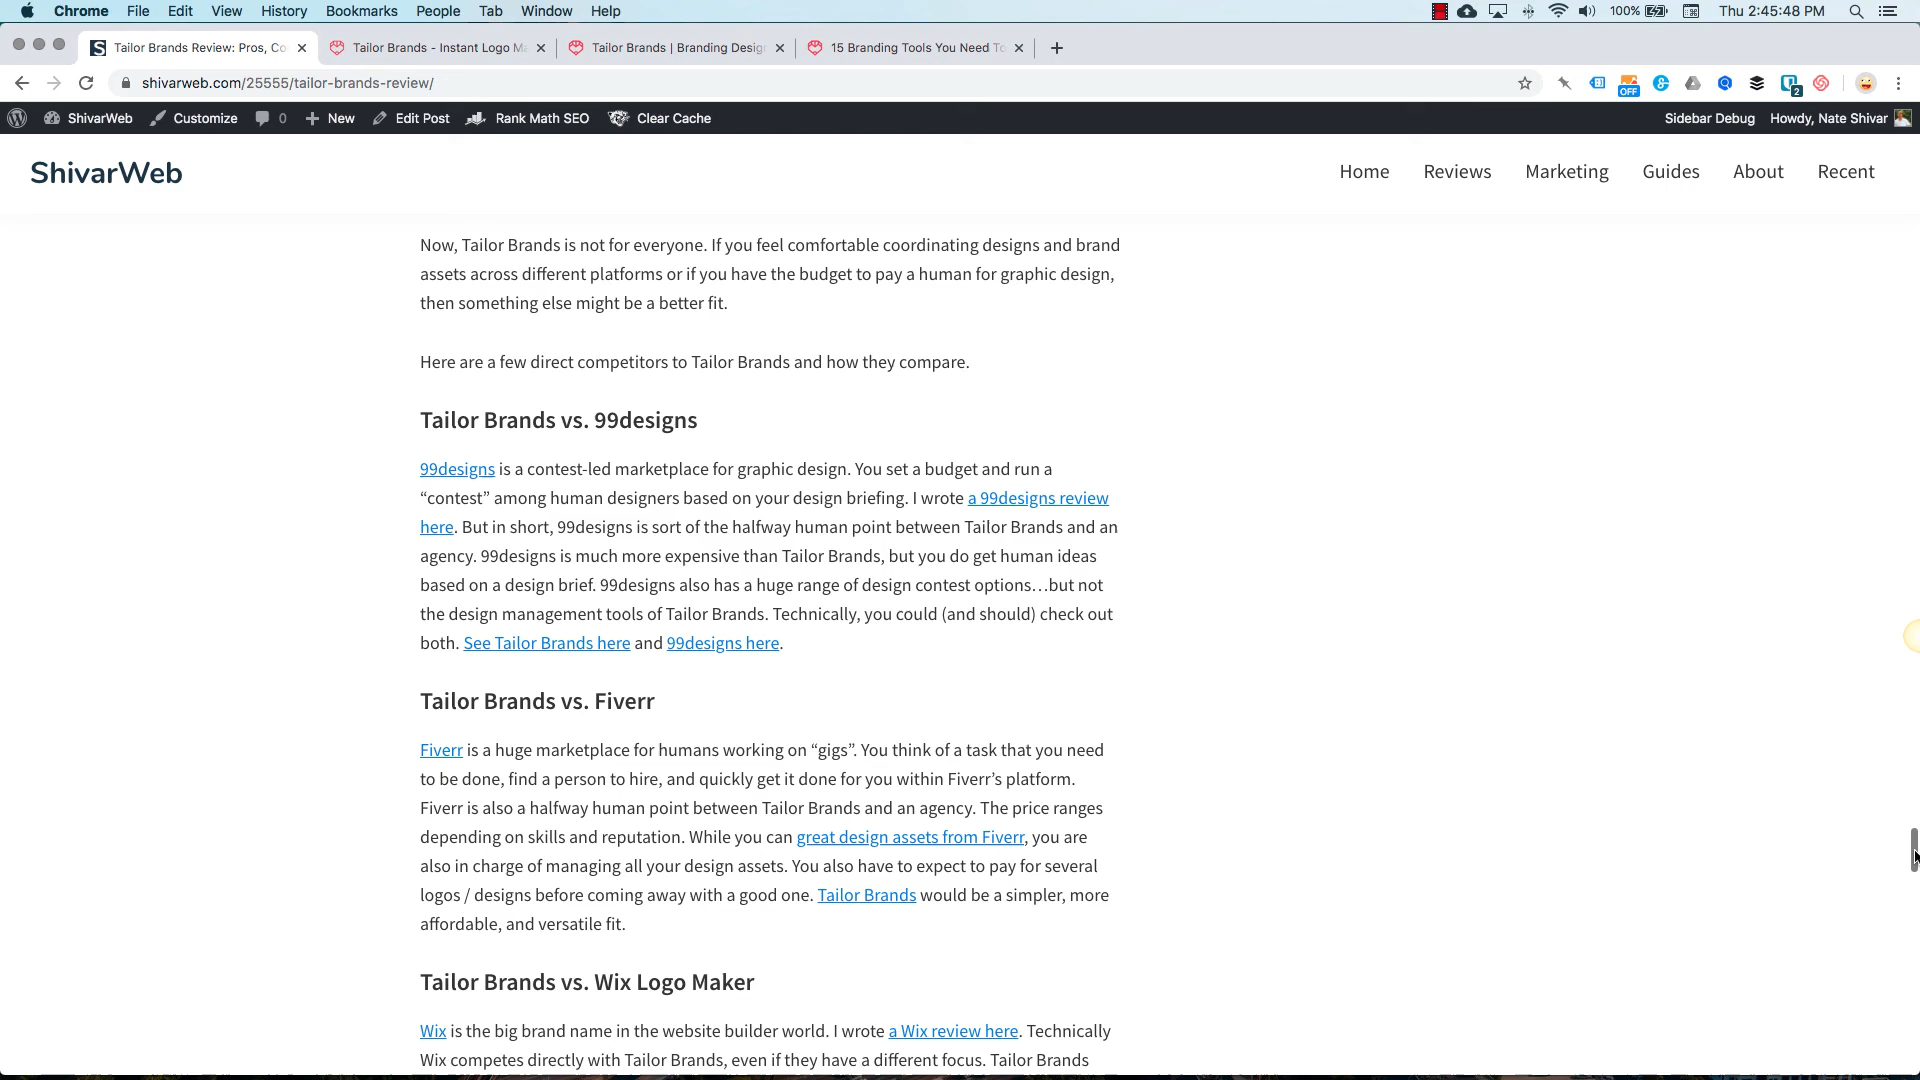 Chrome File Edit View History Bookmarks People Tab Window Help 100% Thu 2:45:48 PM
Tailor Brands Review: Pros, Co Tailor Brands - Instant Logo Ma Tailor Brands | Branding Desig 15 Branding Tools You Need To
shivarweb.com/25555/tailor-brands-review/ OFF 2
ShivarWeb Customize 0 New Edit Post Rank Math SEO Clear Cache Sidebar Debug Howdy, Nate Shivar
ShivarWeb Home Reviews Marketing Guides About Recent
Now, Tailor Brands is not for everyone. If you feel comfortable coordinating designs and brand
assets across different platforms or if you have the budget to pay a human for graphic design,
then something else might be a better fit.
Here are a few direct competitors to Tailor Brands and how they compare.
Tailor Brands vs. 99designs
99designs is a contest-led marketplace for graphic design. You set a budget and run a
“contest” among human designers based on your design briefing. I wrote a 99designs review
here. But in short, 99designs is sort of the halfway human point between Tailor Brands and an
agency. 99designs is much more expensive than Tailor Brands, but you do get human ideas
based on a design brief. 99designs also has a huge range of design contest options…but not
the design management tools of Tailor Brands. Technically, you could (and should) check out
both. See Tailor Brands here and 99designs here.
Tailor Brands vs. Fiverr
Fiverr is a huge marketplace for humans working on “gigs”. You think of a task that you need
to be done, find a person to hire, and quickly get it done for you within Fiverr’s platform.
Fiverr is also a halfway human point between Tailor Brands and an agency. The price ranges
depending on skills and reputation. While you can great design assets from Fiverr, you are
also in charge of managing all your design assets. You also have to expect to pay for several
logos / designs before coming away with a good one. Tailor Brands would be a simpler, more
affordable, and versatile fit.
Tailor Brands vs. Wix Logo Maker
Wix is the big brand name in the website builder world. I wrote a Wix review here. Technically
Wix competes directly with Tailor Brands, even if they have a different focus. Tailor Brands